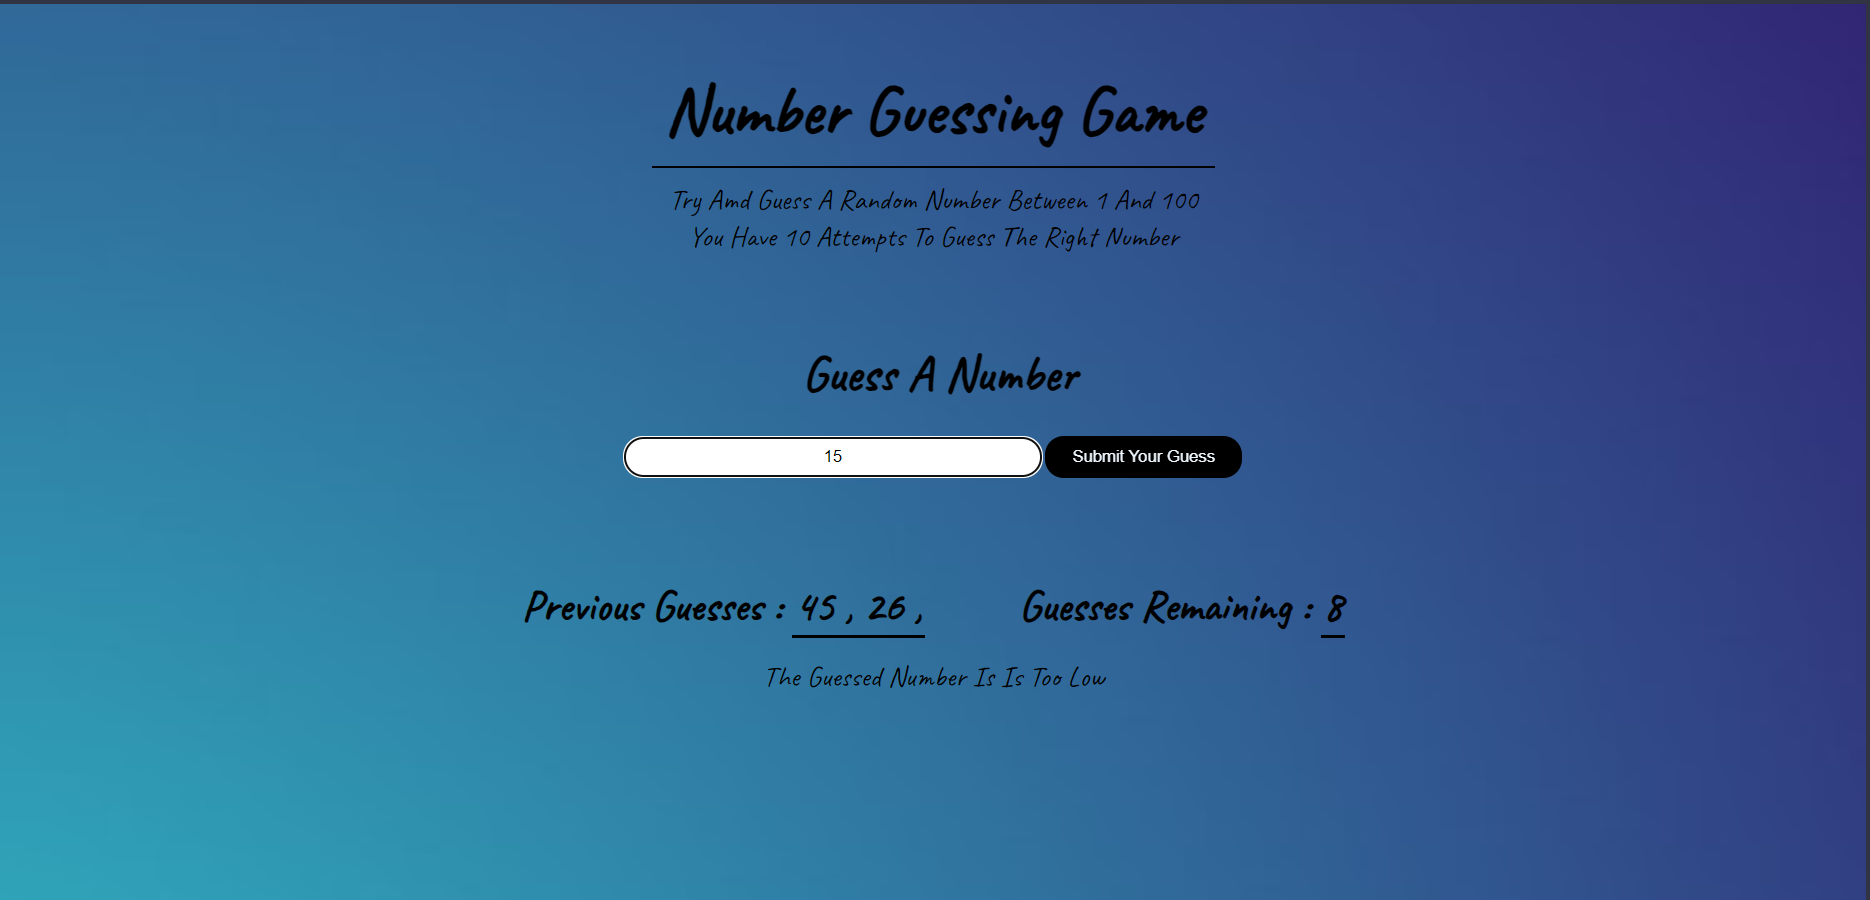 Number Guessing Game
Try Amd Guess A Random Number Between 1 And 100
You Have 10 Attempts To Guess The Right Number
Guess A Number
15 Submit Your Guess
Previous Guesses : 45 , 26 , Guesses Remaining : 8
The Guessed Number Is Is Too Low